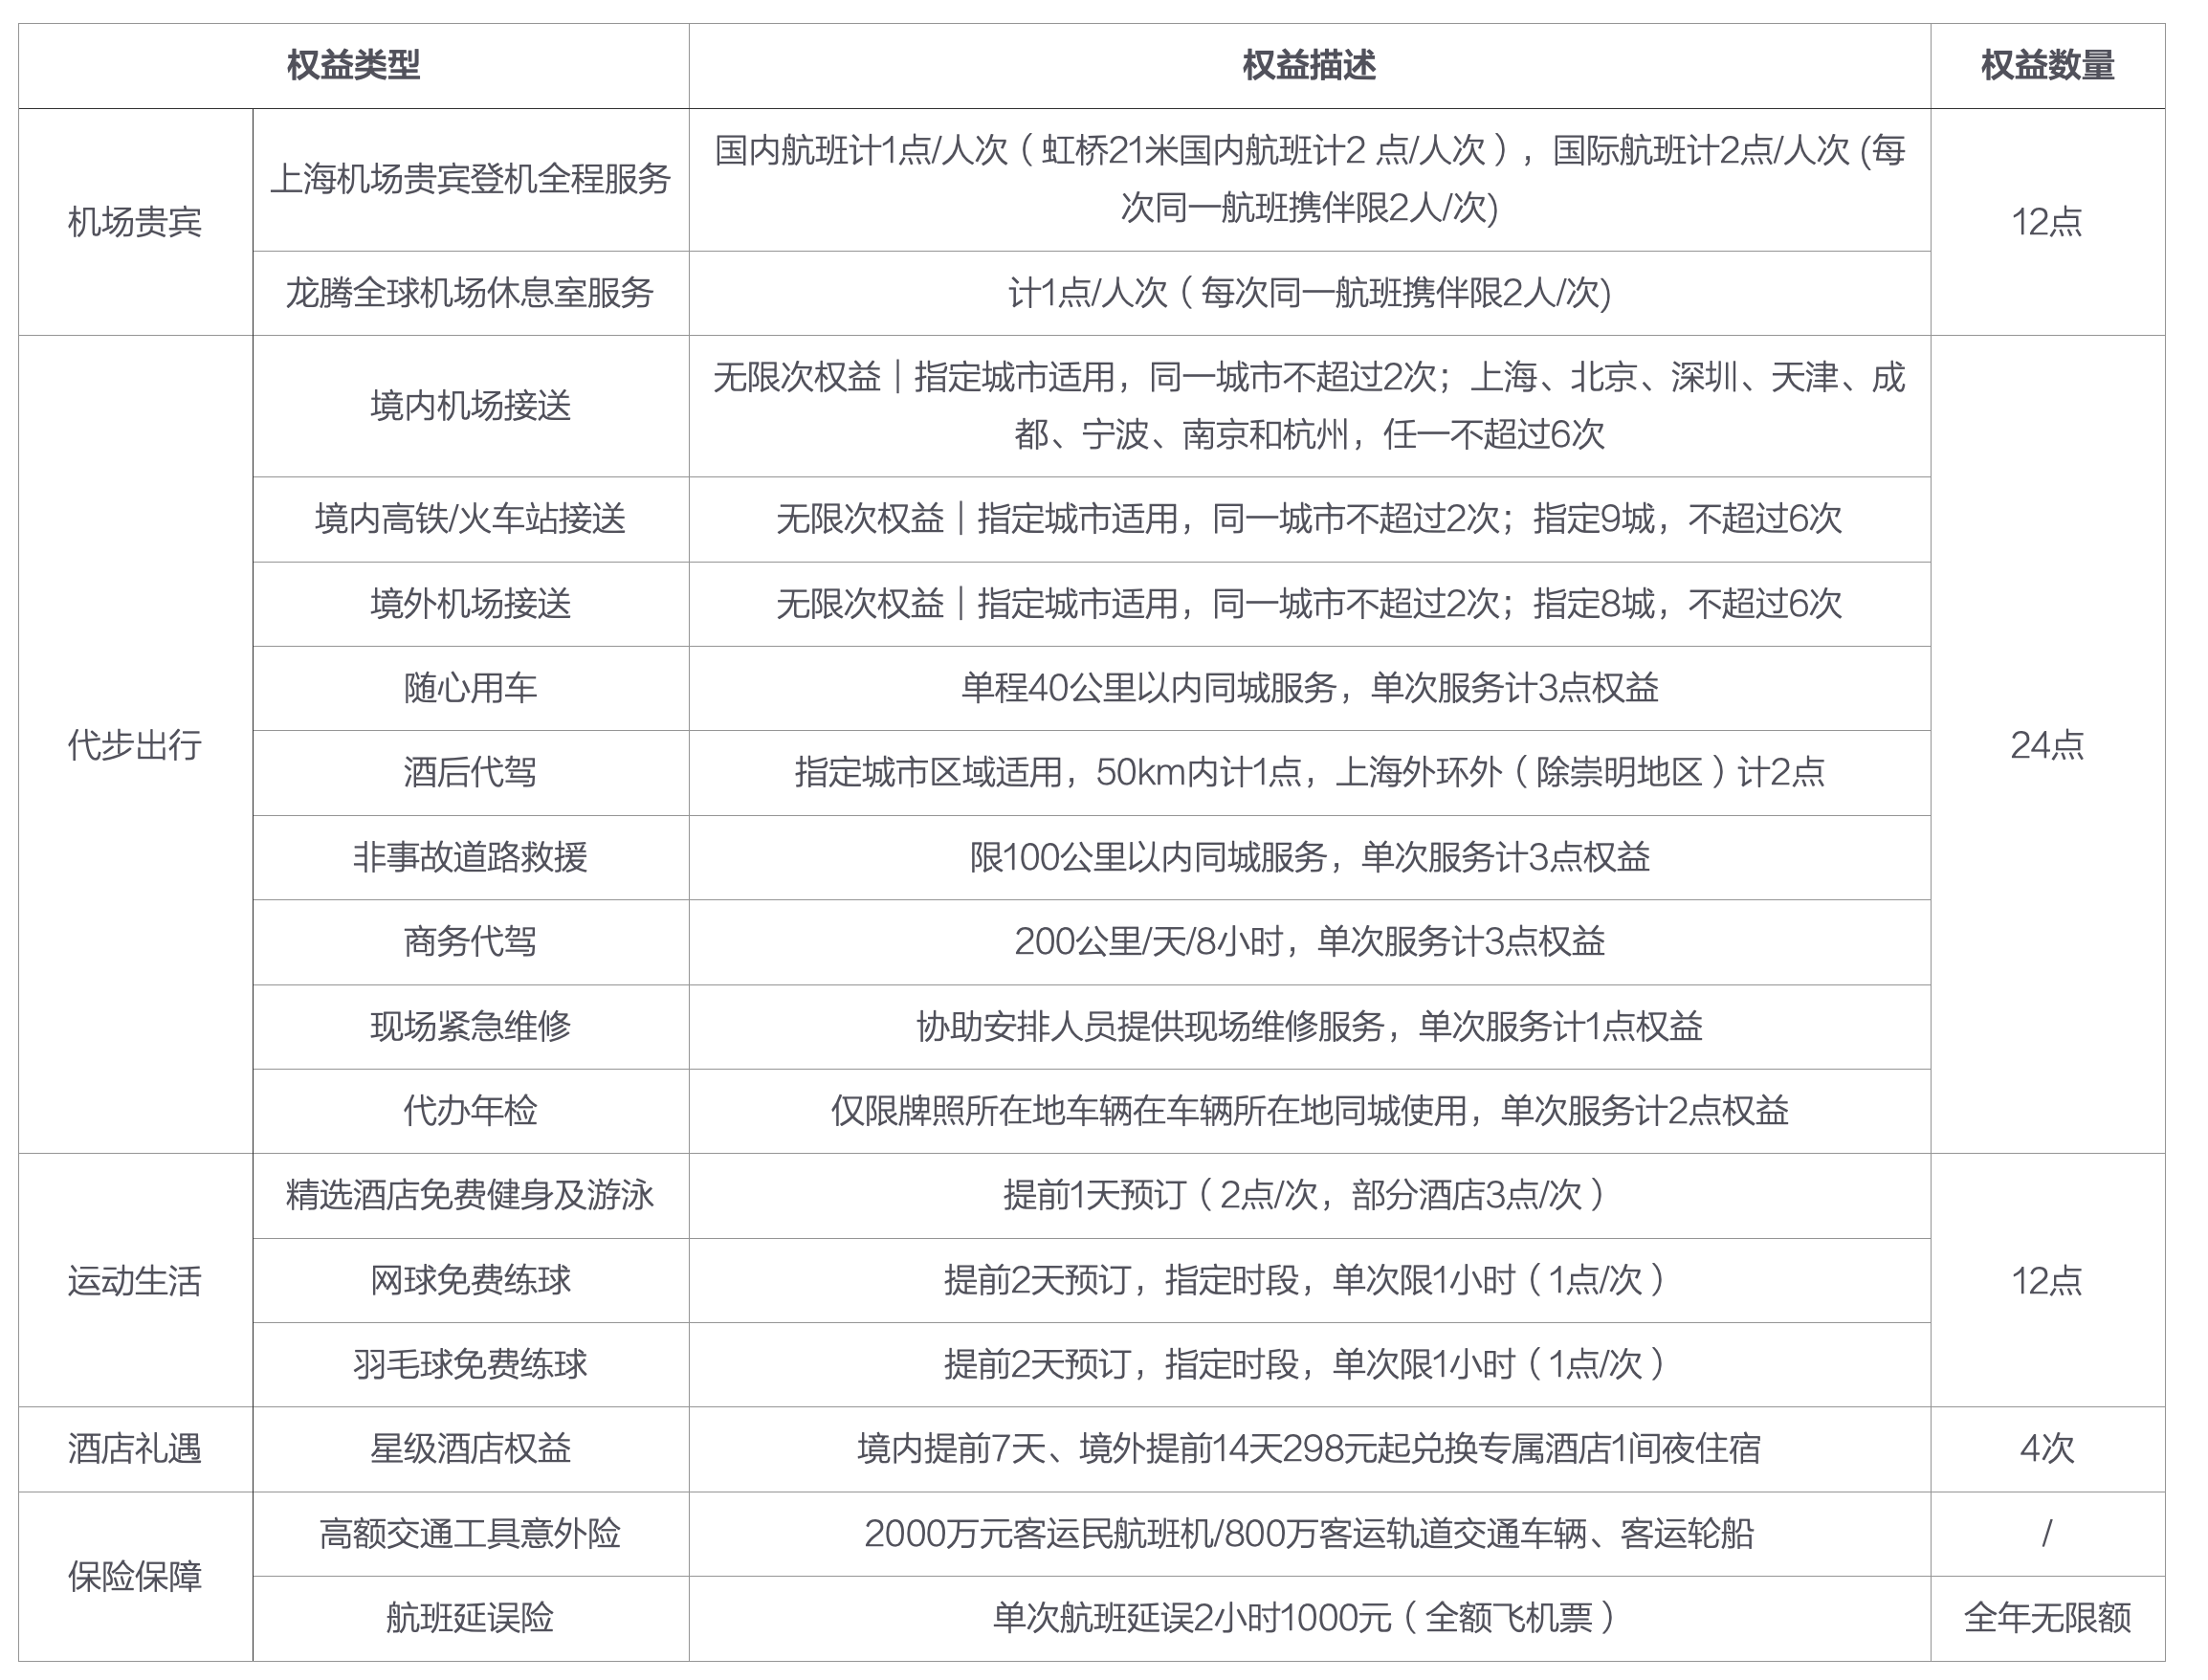 权益类型 权益描述 权益数量
机场贵宾
上海机场贵宾登机全程服务
国内航班计1点/人次（虹桥21米国内航班计2 点/人次），国际航班计2点/人次 (每
次同一航班携伴限2人/次)
12点
龙腾全球机场休息室服务
计1点/人次（每次同一航班携伴限2人/次)
代步出行
境内机场接送
无限次权益｜指定城市适用，同一城市不超过2次；上海、北京、深圳、天津、成
都、宁波、南京和杭州，任一不超过6次
24点
境内高铁/火车站接送
无限次权益｜指定城市适用，同一城市不超过2次；指定9城，不超过6次
境外机场接送
无限次权益｜指定城市适用，同一城市不超过2次；指定8城，不超过6次
随心用车
单程40公里以内同城服务，单次服务计3点权益
酒后代驾
指定城市区域适用，50km内计1点，上海外环外（除崇明地区）计2点
非事故道路救援
限100公里以内同城服务，单次服务计3点权益
商务代驾
200公里/天/8小时，单次服务计3点权益
现场紧急维修
协助安排人员提供现场维修服务，单次服务计1点权益
代办年检
仅限牌照所在地车辆在车辆所在地同城使用，单次服务计2点权益
运动生活
精选酒店免费健身及游泳
提前1天预订（2点/次，部分酒店3点/次）
12点
网球免费练球
提前2天预订，指定时段，单次限1小时（1点/次）
羽毛球免费练球
提前2天预订，指定时段，单次限1小时（1点/次）
酒店礼遇
星级酒店权益
境内提前7天、境外提前14天298元起兑换专属酒店1间夜住宿
4次
保险保障
高额交通工具意外险
2000万元客运民航班机/800万客运轨道交通车辆、客运轮船
/
航班延误险
单次航班延误2小时1000元（全额飞机票）
全年无限额